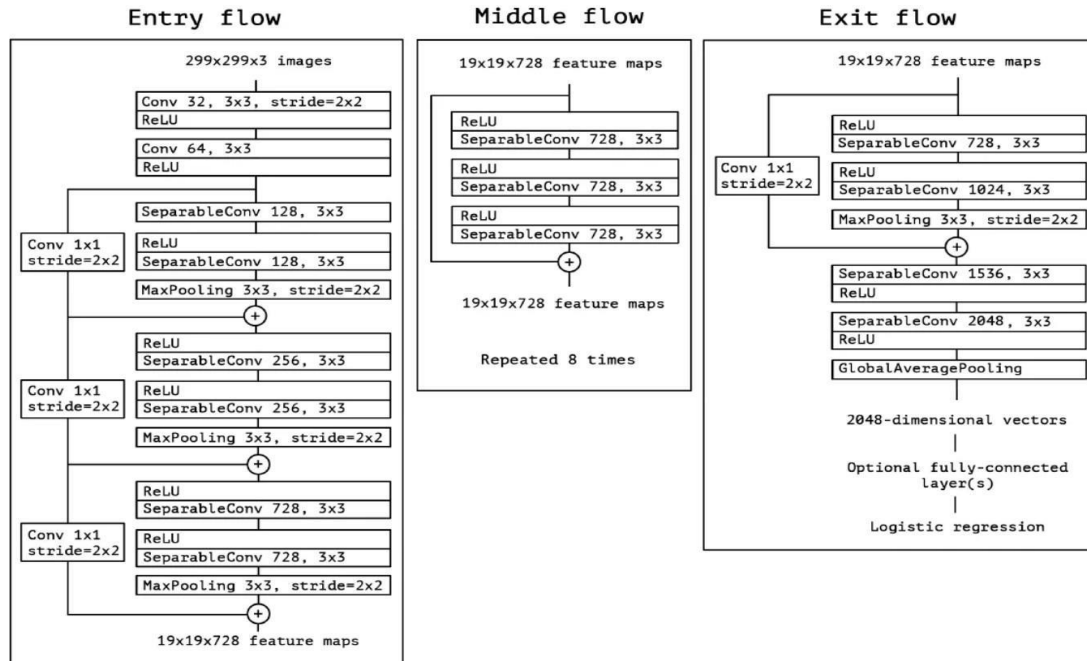 Entry flow
299x299x3 images
Conv 32, 3x3, stride=2x2
ReLU
Conv 64, 3x3
ReLU
SeparableConv 128, 3x3
Conv 1x1
stride=2x2
ReLU
SeparableConv 128, 3x3
MaxPooling 3x3, stride=2x2
+
ReLU
SeparableConv 256, 3x3
Conv 1x1
stride=2x2
ReLU
SeparableConv 256, 3x3
MaxPooling 3x3, stride=2x2
+
ReLU
SeparableConv 728, 3x3
Conv 1x1
stride=2x2
ReLU
SeparableConv 728, 3x3
MaxPooling 3x3, stride=2x2
+
19x19x728 feature maps
Middle flow
19x19x728 feature maps
ReLU
SeparableConv 728, 3x3
ReLU
SeparableConv 728, 3x3
ReLU
SeparableConv 728, 3x3
+
19x19x728 feature maps
Repeated 8 times
Exit flow
19x19x728 feature maps
ReLU
SeparableConv 728, 3x3
Conv 1x1
stride=2x2
ReLU
SeparableConv 1024, 3x3
MaxPooling 3x3, stride=2x2
+
SeparableConv 1536, 3x3
ReLU
SeparableConv 2048, 3x3
ReLU
GlobalAveragePooling
2048-dimensional vectors
Optional fully-connected
layer(s)
Logistic regression